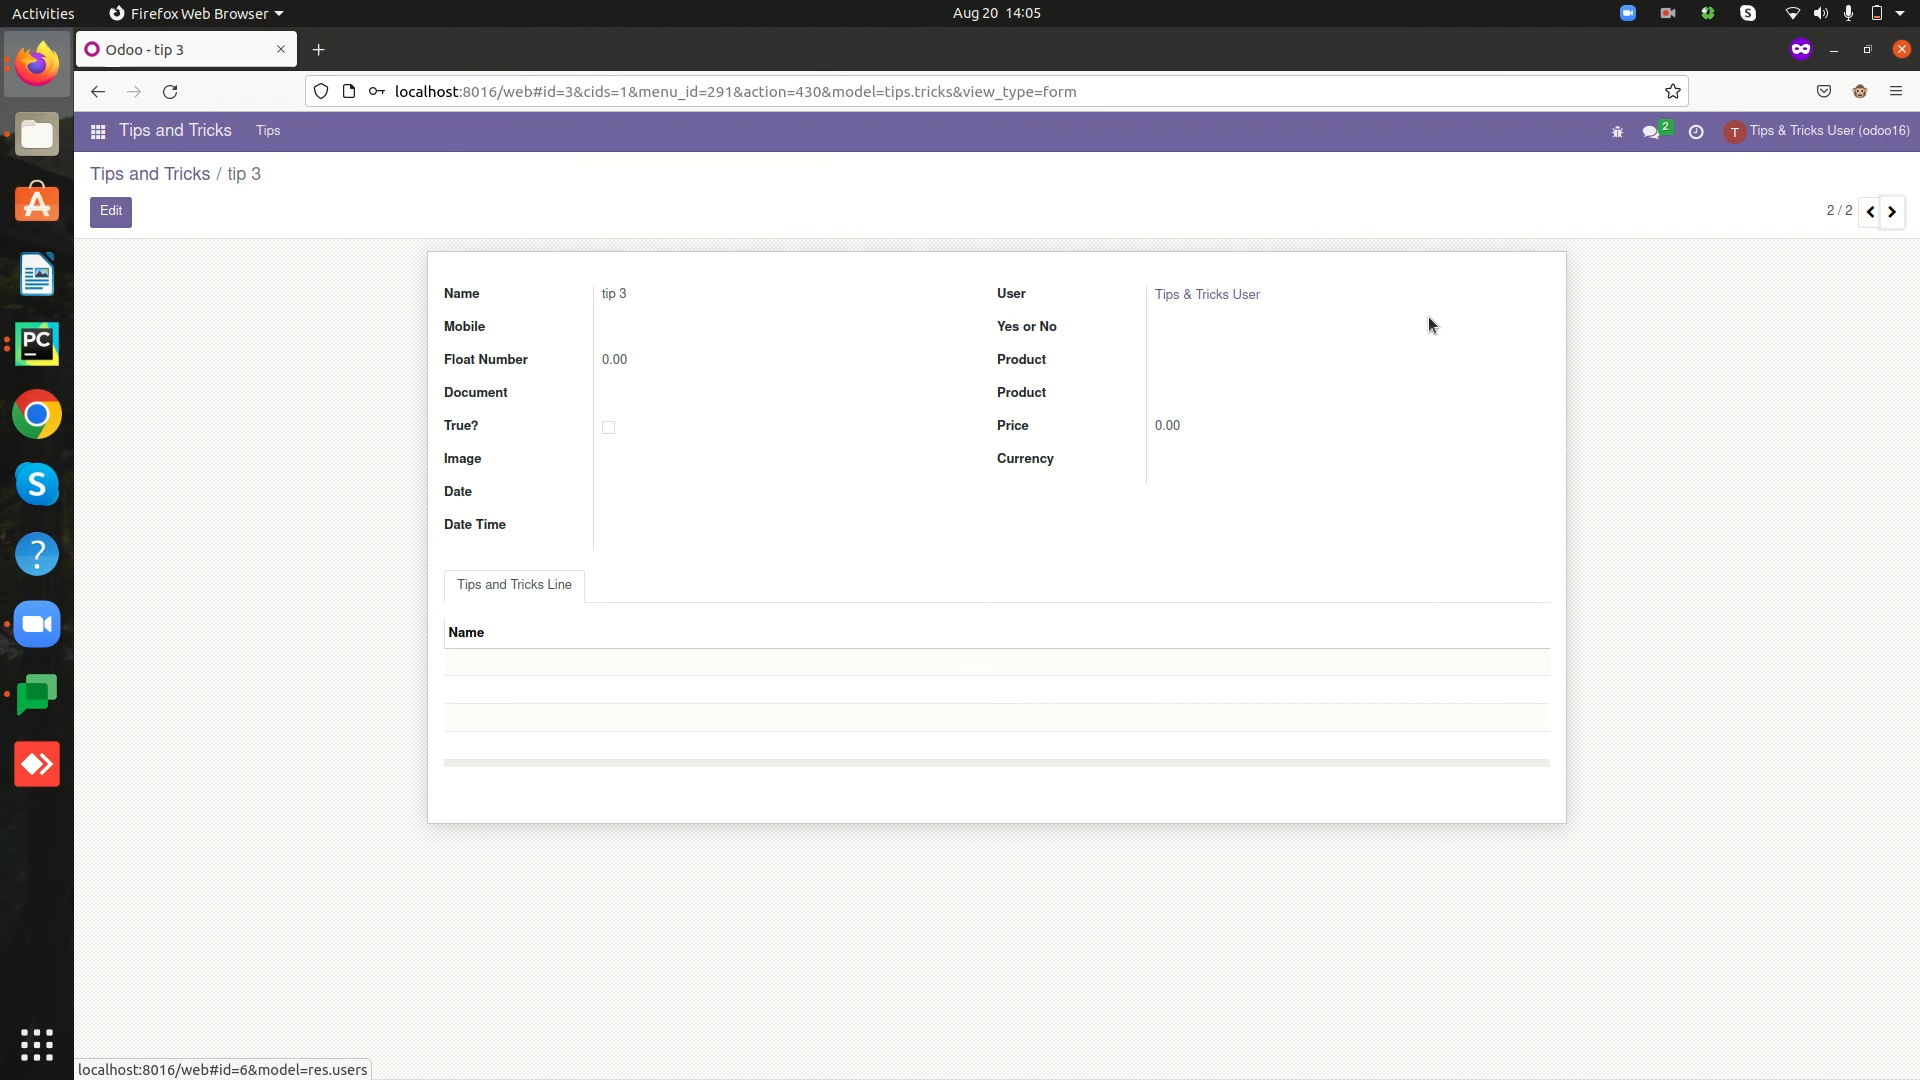 Activities
Firefox Web Browser
Aug 20 14:05
Odoo - tip 3
localhost:8016/web#id=3&cids=1&menu_id=291&action=430&model=tips.tricks&view_type=form
Tips and Tricks
Tips
2
T
Tips & Tricks User (odoo16)
Tips and Tricks / tip 3
Edit
2 / 2
Name
tip 3
User
Tips & Tricks User
Mobile
Yes or No
Float Number
0.00
Product
Document
Product
True?
Price
0.00
Image
Currency
Date
Date Time
Tips and Tricks Line
Name
PC
S
?
localhost:8016/web#id=6&model=res.users